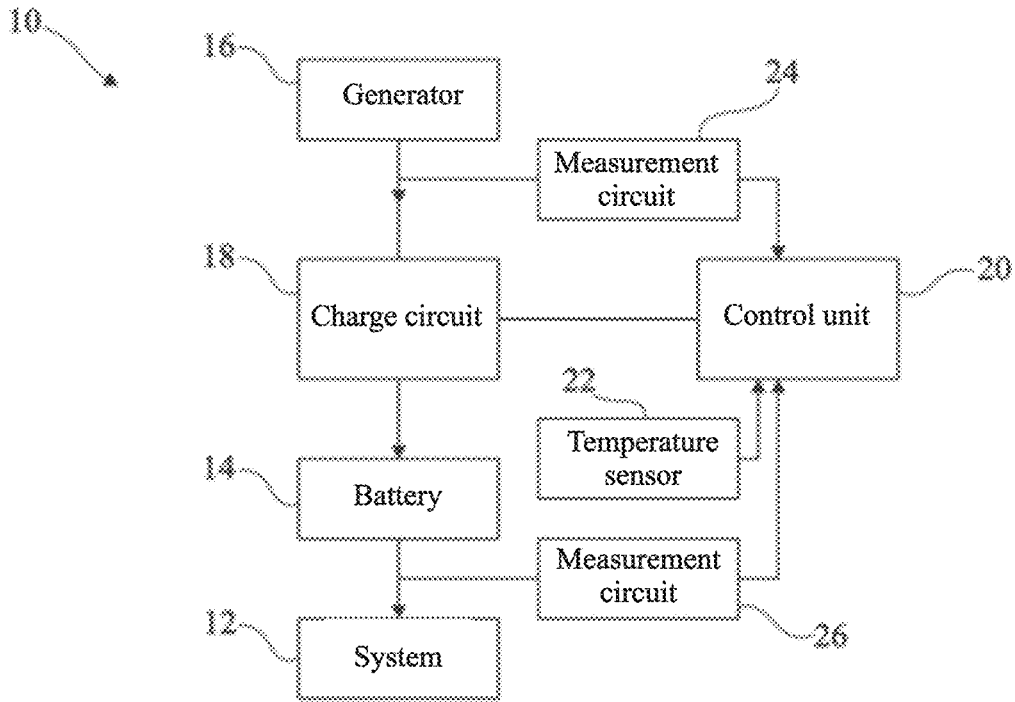 10
16
Generator
24
Measurement
circuit
18
Charge circuit
20
Control unit
22
Temperature
sensor
14
Battery
Measurement
circuit
26
12
System